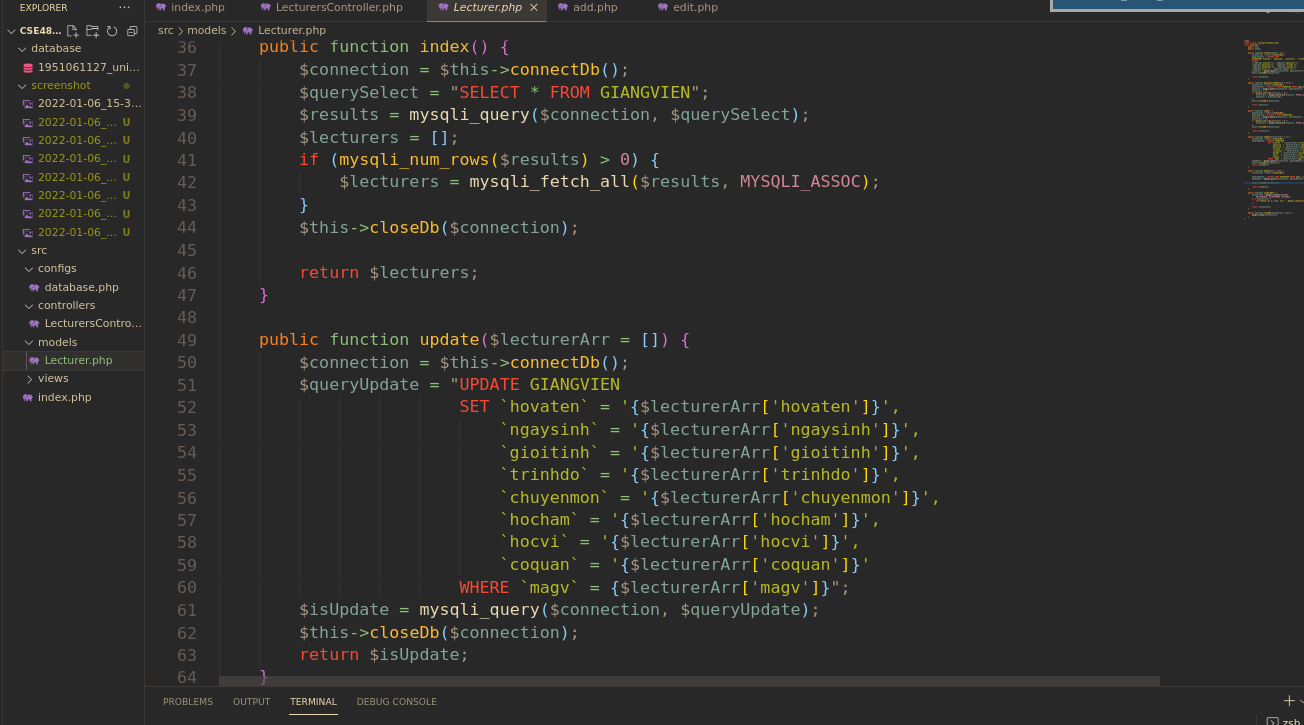 EXPLORER ...
index.php LecturersController.php Lecturer.php add.php edit.php
CSE48...
database
1951061127_uni...
screenshot
2022-01-06_15-3...
2022-01-06_... U
2022-01-06_... U
2022-01-06_... U
2022-01-06_... U
2022-01-06_... U
2022-01-06_... U
2022-01-06_... U
src
configs
database.php
controllers
LecturersContro...
models
Lecturer.php
views
index.php
src > models > Lecturer.php
36 public function index() {
37 $connection = $this->connectDb();
38 $querySelect = "SELECT * FROM GIANGVIEN";
39 $results = mysqli_query($connection, $querySelect);
40 $lecturers = [];
41 if (mysqli_num_rows($results) > 0) {
42 $lecturers = mysqli_fetch_all($results, MYSQLI_ASSOC);
43 }
44 $this->closeDb($connection);
45
46 return $lecturers;
47 }
48
49 public function update($lecturerArr = []) {
50 $connection = $this->connectDb();
51 $queryUpdate = "UPDATE GIANGVIEN
52 SET `hovaten` = '{$lecturerArr['hovaten']}',
53 `ngaysinh` = '{$lecturerArr['ngaysinh']}',
54 `gioitinh` = '{$lecturerArr['gioitinh']}',
55 `trinhdo` = '{$lecturerArr['trinhdo']}',
56 `chuyenmon` = '{$lecturerArr['chuyenmon']}',
57 `hocham` = '{$lecturerArr['hocham']}',
58 `hocvi` = '{$lecturerArr['hocvi']}',
59 `coquan` = '{$lecturerArr['coquan']}'
60 WHERE `magv` = {$lecturerArr['magv']}";
61 $isUpdate = mysqli_query($connection, $queryUpdate);
62 $this->closeDb($connection);
63 return $isUpdate;
64 }
PROBLEMS OUTPUT TERMINAL DEBUG CONSOLE
zsh